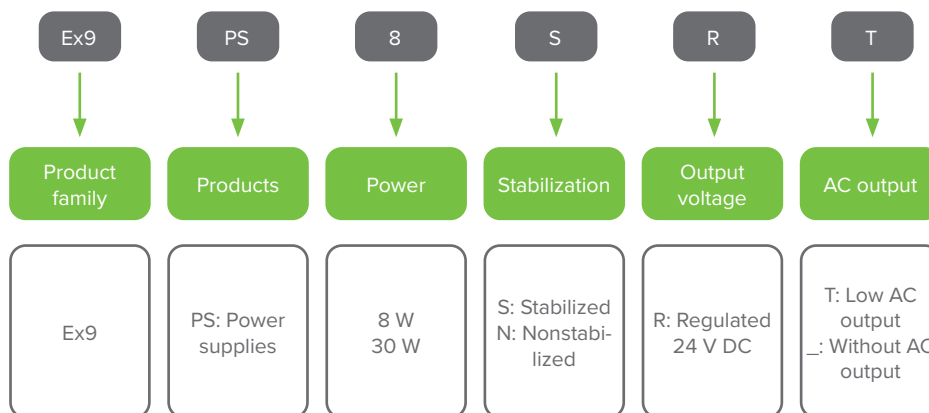 Ex9
PS
8
S
R
T
Product
family
Products
Power
Stabilization
Output
voltage
AC output
Ex9
PS: Power
supplies
8 W
30 W
S: Stabilized
N: Nonstabi-
lized
R: Regulated
24 V DC
T: Low AC
output
_: Without AC
output